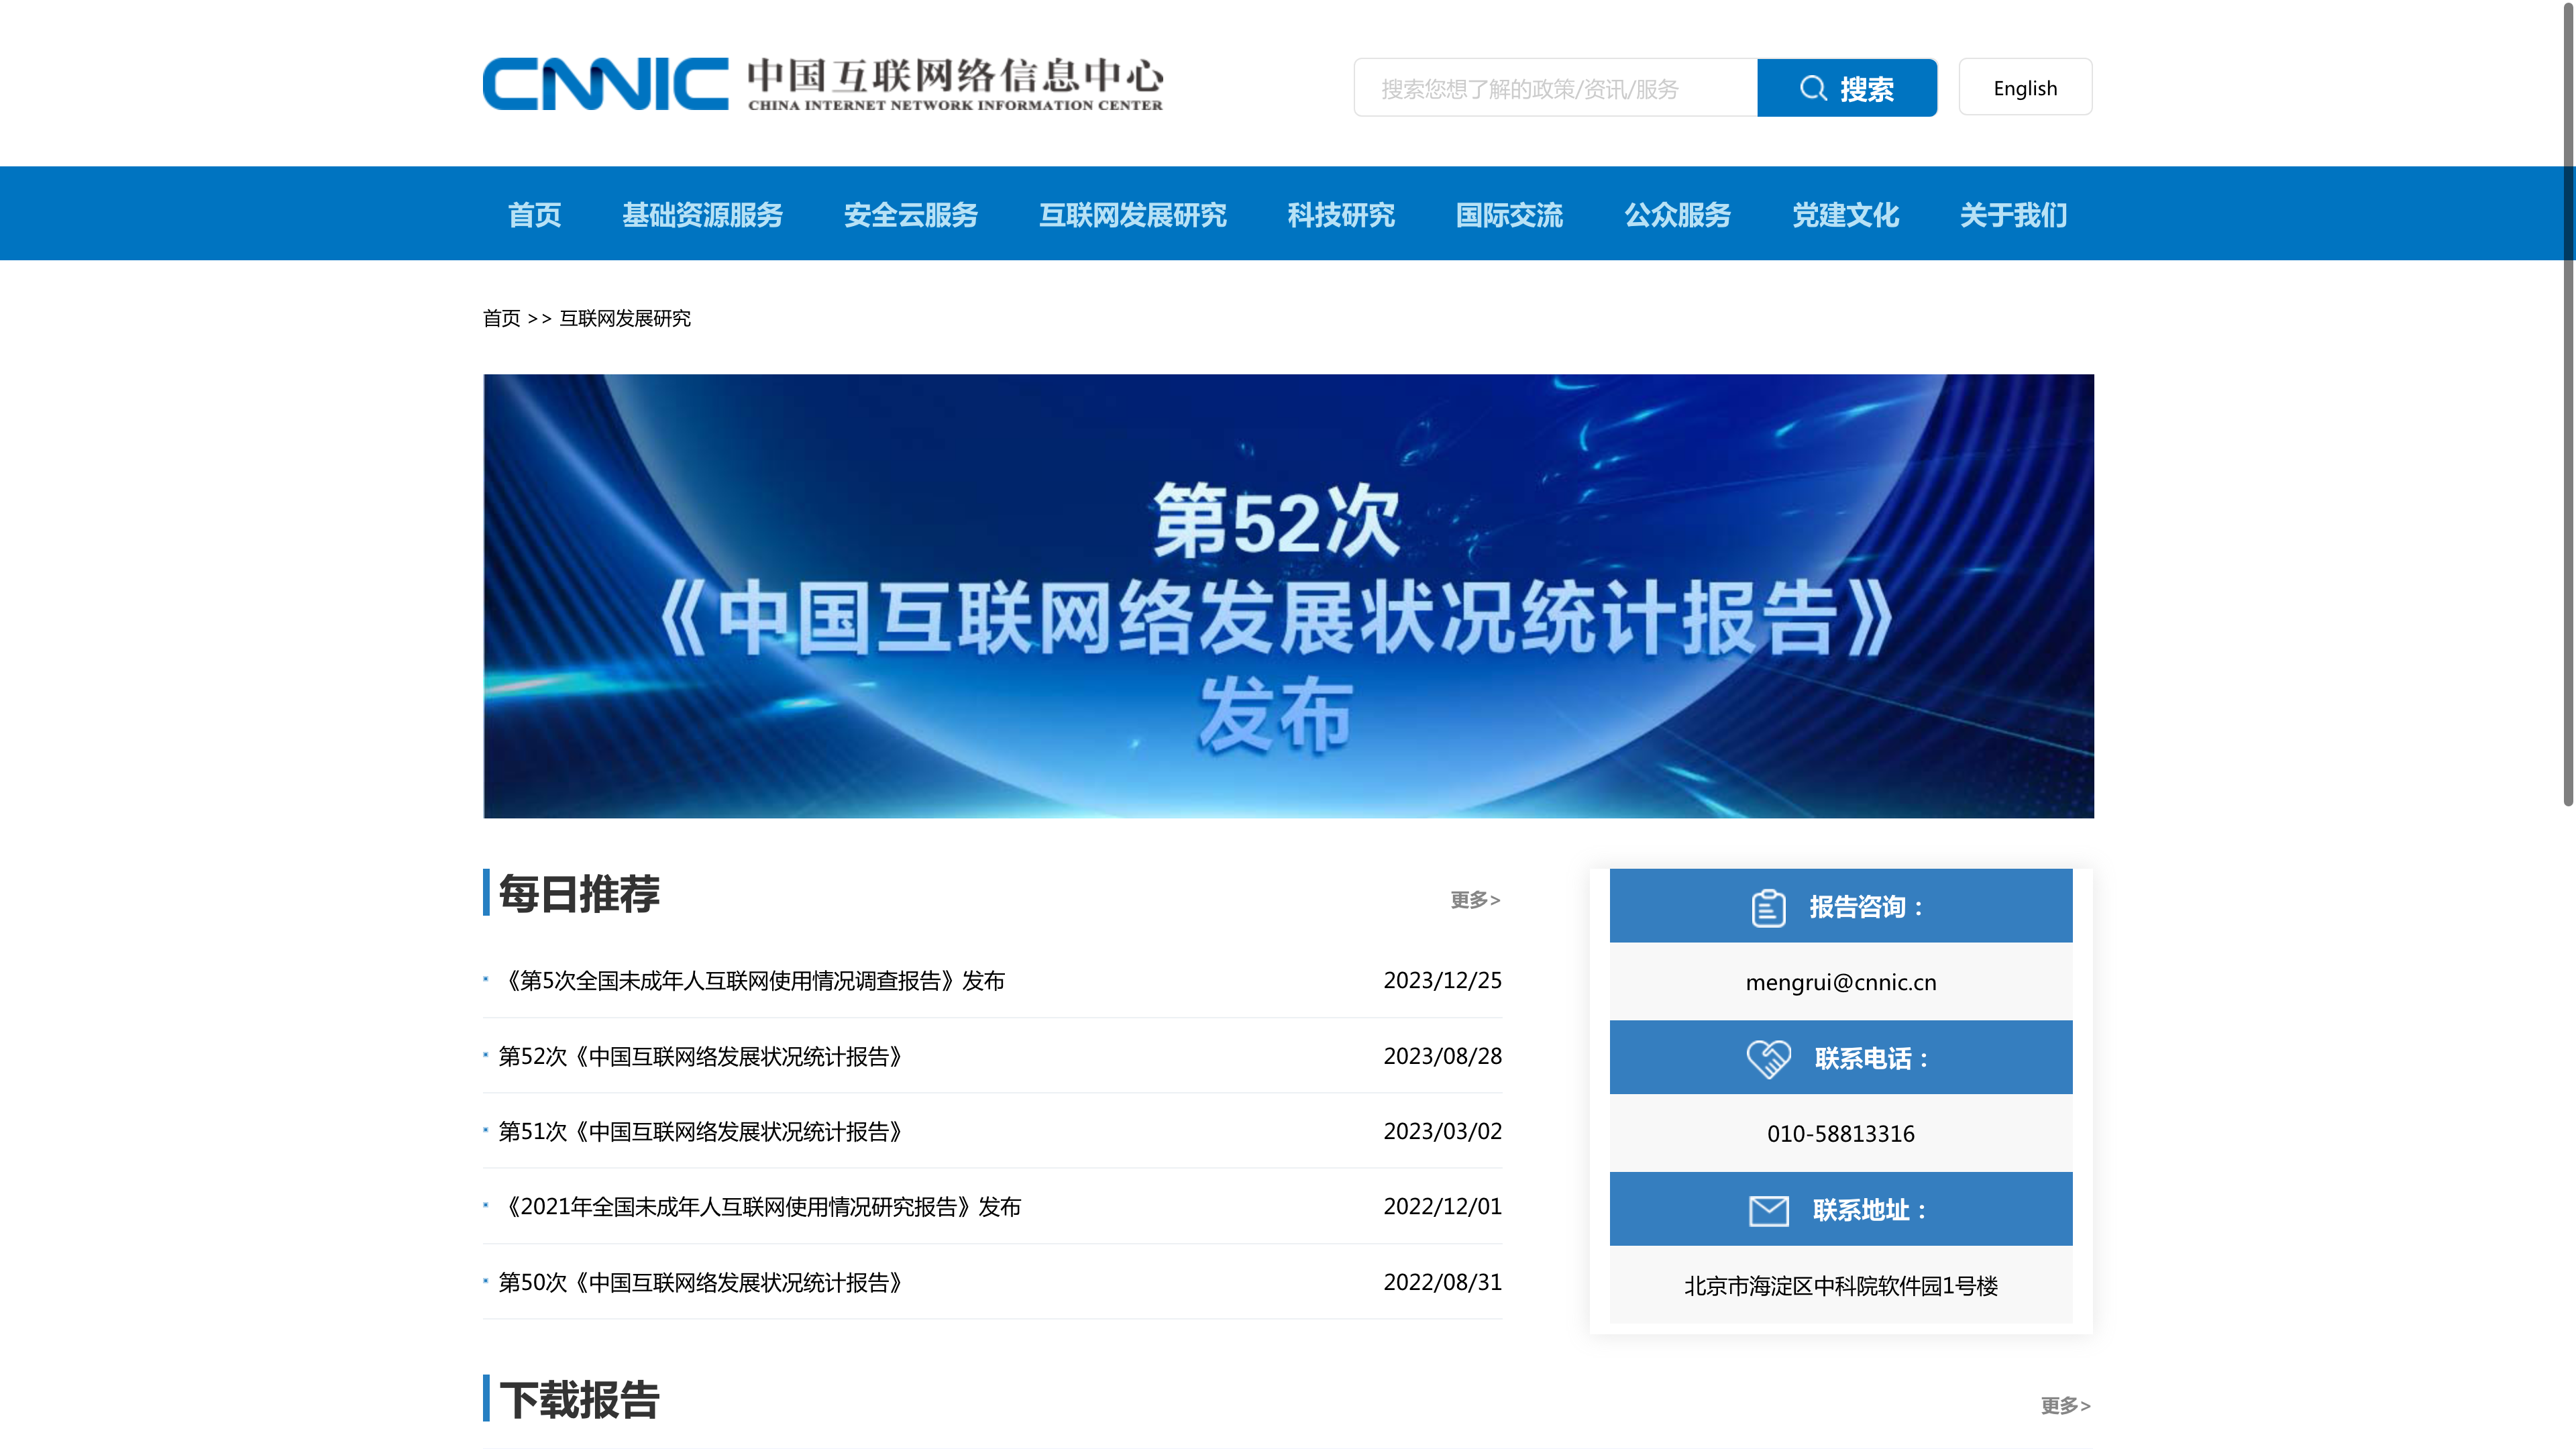 CNNIC 中国互联网络信息中心
CHINA INTERNET NETWORK INFORMATION CENTER
搜索您想了解的政策/资讯/服务
搜索
English
首页 基础资源服务 安全云服务 互联网发展研究 科技研究 国际交流 公众服务 党建文化 关于我们
首页 >> 互联网发展研究
第52次
《中国互联网络发展状况统计报告》
发布
每日推荐 更多>
《第5次全国未成年人互联网使用情况调查报告》发布 2023/12/25
第52次《中国互联网络发展状况统计报告》 2023/08/28
第51次《中国互联网络发展状况统计报告》 2023/03/02
《2021年全国未成年人互联网使用情况研究报告》发布 2022/12/01
第50次《中国互联网络发展状况统计报告》 2022/08/31
报告咨询：
mengrui@cnnic.cn
联系电话：
010-58813316
联系地址：
北京市海淀区中科院软件园1号楼
下载报告 更多>